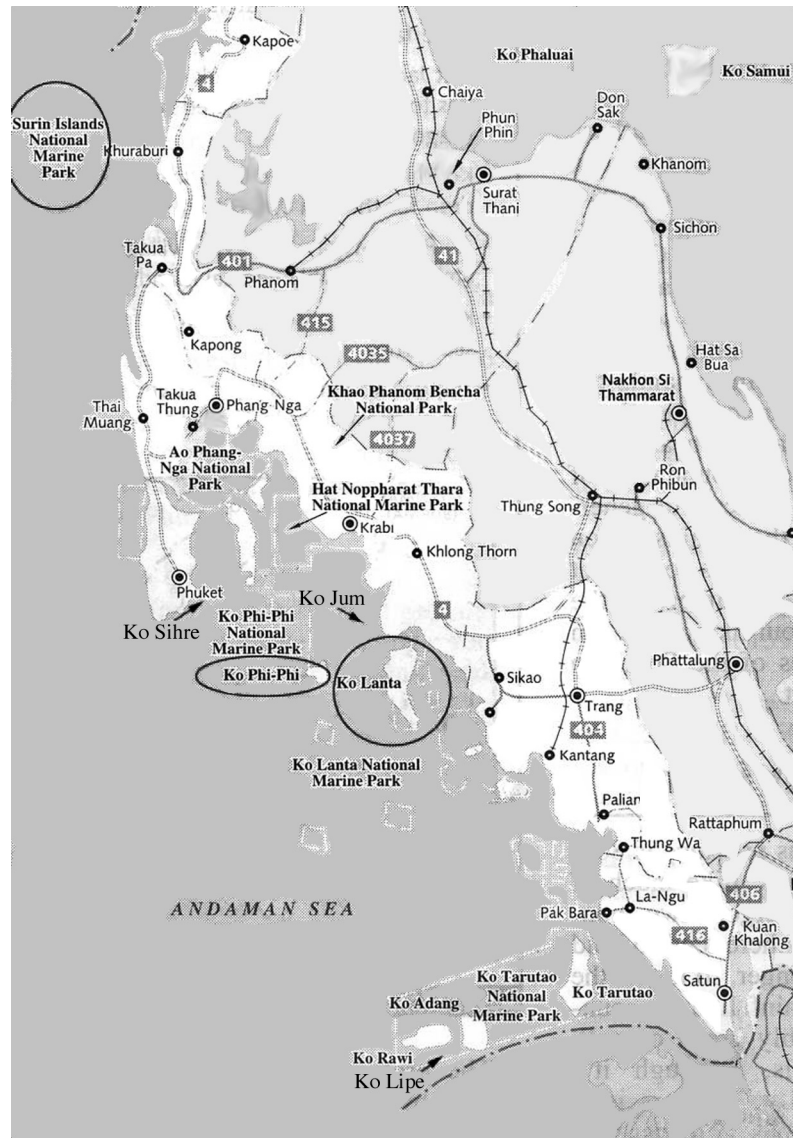 Kapoe
Ko Phaluai
Ko Samui
4
Chaiya
Don
Sak
Phun
Phin
Surin Islands
National
Marine
Park
Khuraburi
Khanom
Surat
Thani
Sichon
Takua
Pa
401
41
Phanom
415
Kapong
4035
Hat Sa
Bua
Khao Phanom Bencha
National Park
Nakhon Si
Thammarat
Takua
Thung
Phang Nga
Thai
Muang
4037
Ao Phang-
Nga National
Park
Ron
Phibun
Hat Noppharat Thara
National Marine Park
Thung Song
Krabi
Khlong Thorn
Phuket
Ko Jum
4
Ko Sihre
Ko Phi-Phi
National
Marine Park
Ko Phi-Phi
Ko Lanta
Sikao
Phattalung
Trang
404
Ko Lanta National
Marine Park
Kantang
Palian
Rattaphum
Thung Wa
ANDAMAN SEA
La-Ngu
406
Pak Bara
416
Kuan
Khalong
Ko Tarutao
National
Marine Park
Ko Tarutao
Satun
Ko Adang
Ko Rawi
Ko Lipe